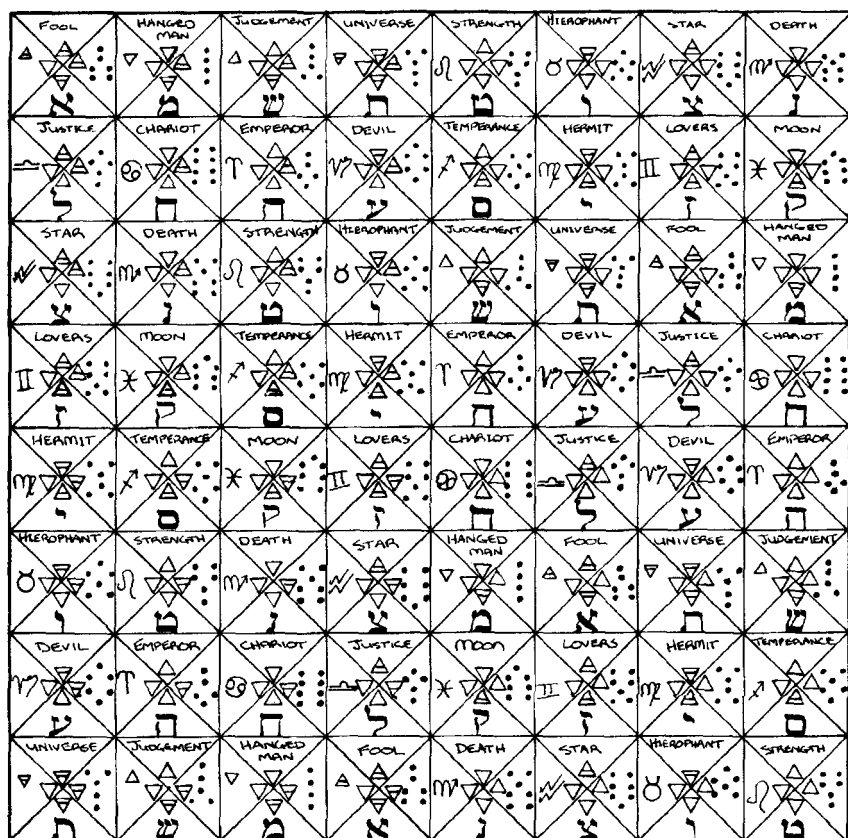 FOOL HANGED MAN JUDGEMENT UNIVERSE STRENGTH HIEROPHANT STAR DEATH
א מ ש ת ט ו צ נ
JUSTICE CHARIOT EMPEROR DEVIL TEMPERANCE HERMIT LOVERS MOON
ל ח ה ע ס י ז ק
STAR DEATH STRENGTH HIEROPHANT JUDGEMENT UNIVERSE FOOL HANGED MAN
צ נ ט ו ש ת א מ
LOVERS MOON TEMPERANCE HERMIT EMPEROR DEVIL JUSTICE CHARIOT
ז ק ס י ה ע ל ח
HERMIT TEMPERANCE MOON LOVERS CHARIOT JUSTICE DEVIL EMPEROR
י ס ק ז ח ל ע ה
HIEROPHANT STRENGTH DEATH STAR HANGED MAN FOOL UNIVERSE JUDGEMENT
ו ט נ צ מ א ת ש
DEVIL EMPEROR CHARIOT JUSTICE MOON LOVERS HERMIT TEMPERANCE
ע ה ח ל ק ז י ס
UNIVERSE JUDGEMENT HANGED MAN FOOL DEATH STAR HIEROPHANT STRENGTH
ת ש מ א נ צ ו ט